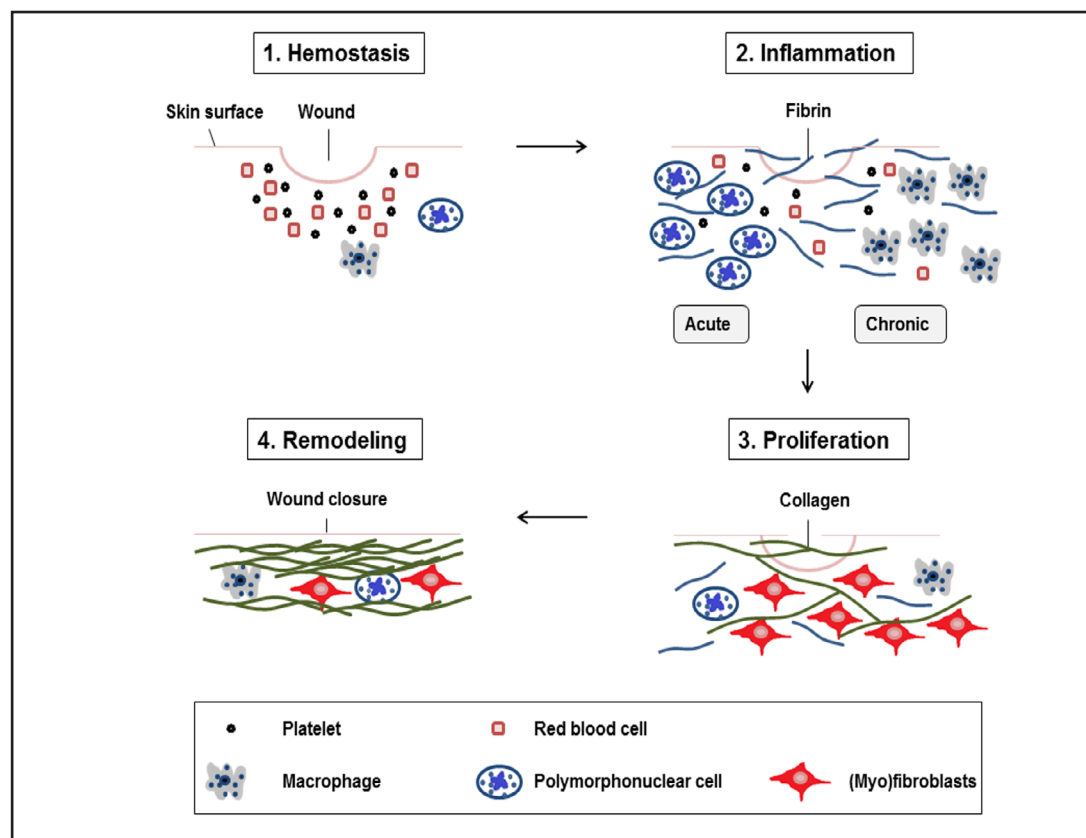 1. Hemostasis
2. Inflammation
Skin surface
Wound
Fibrin
Acute
Chronic
4. Remodeling
3. Proliferation
Wound closure
Collagen
Platelet
Red blood cell
Macrophage
Polymorphonuclear cell
(Myo)fibroblasts